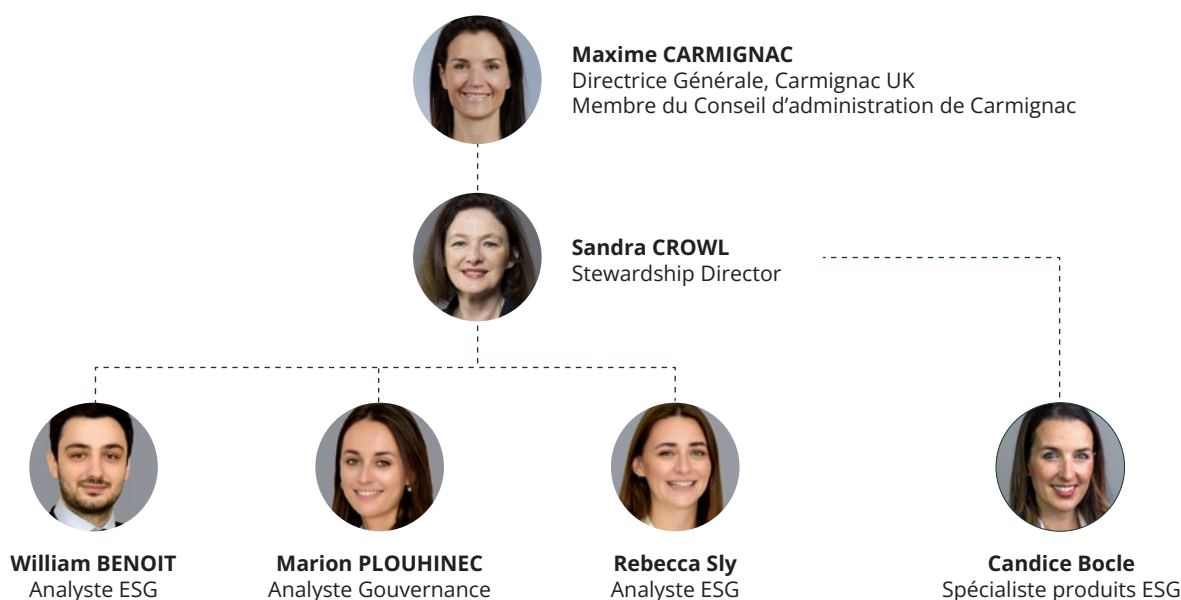 Maxime CARMIGNAC
Directrice Générale, Carmignac UK
Membre du Conseil d’administration de Carmignac
Sandra CROWL
Stewardship Director
William BENOIT
Analyste ESG
Marion PLOUHINEC
Analyste Gouvernance
Rebecca Sly
Analyste ESG
Candice Bocle
Spécialiste produits ESG